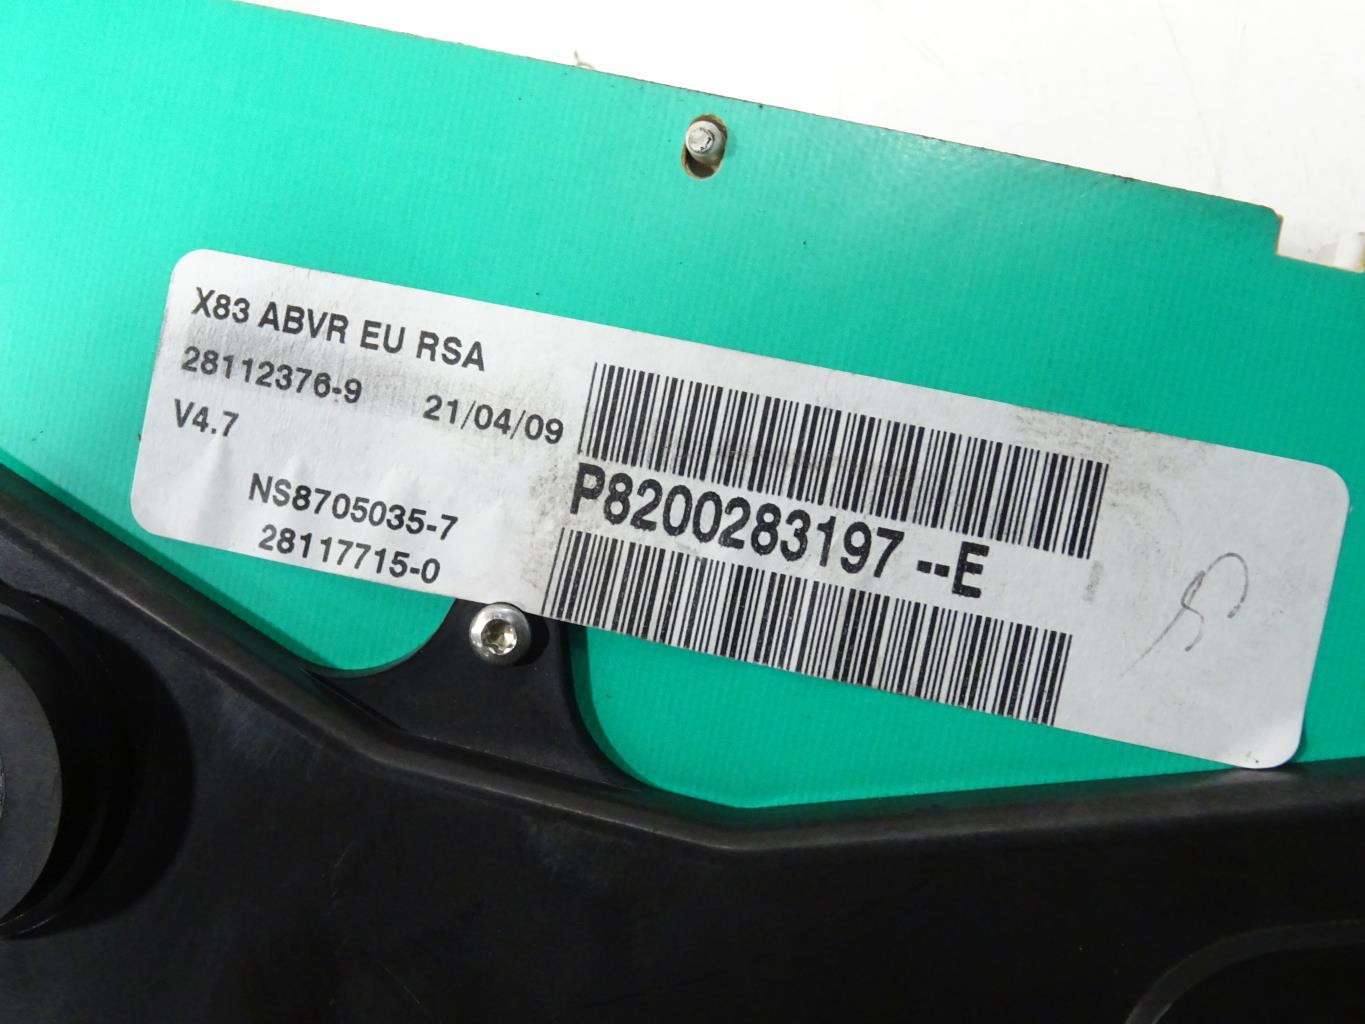 X83 ABVR EU RSA
28112376-9 21/04/09
V4.7
NS8705035-7
28117715-0
P8200283197 --E